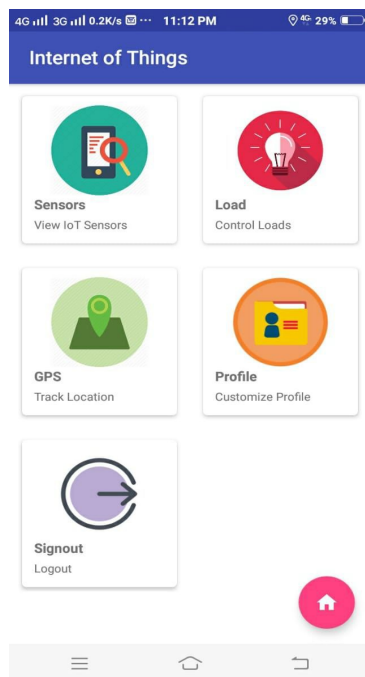 4G 3G 0.2K/s ... 11:12 PM 4G 29%
Internet of Things
Sensors
View IoT Sensors
Load
Control Loads
GPS
Track Location
Profile
Customize Profile
Signout
Logout